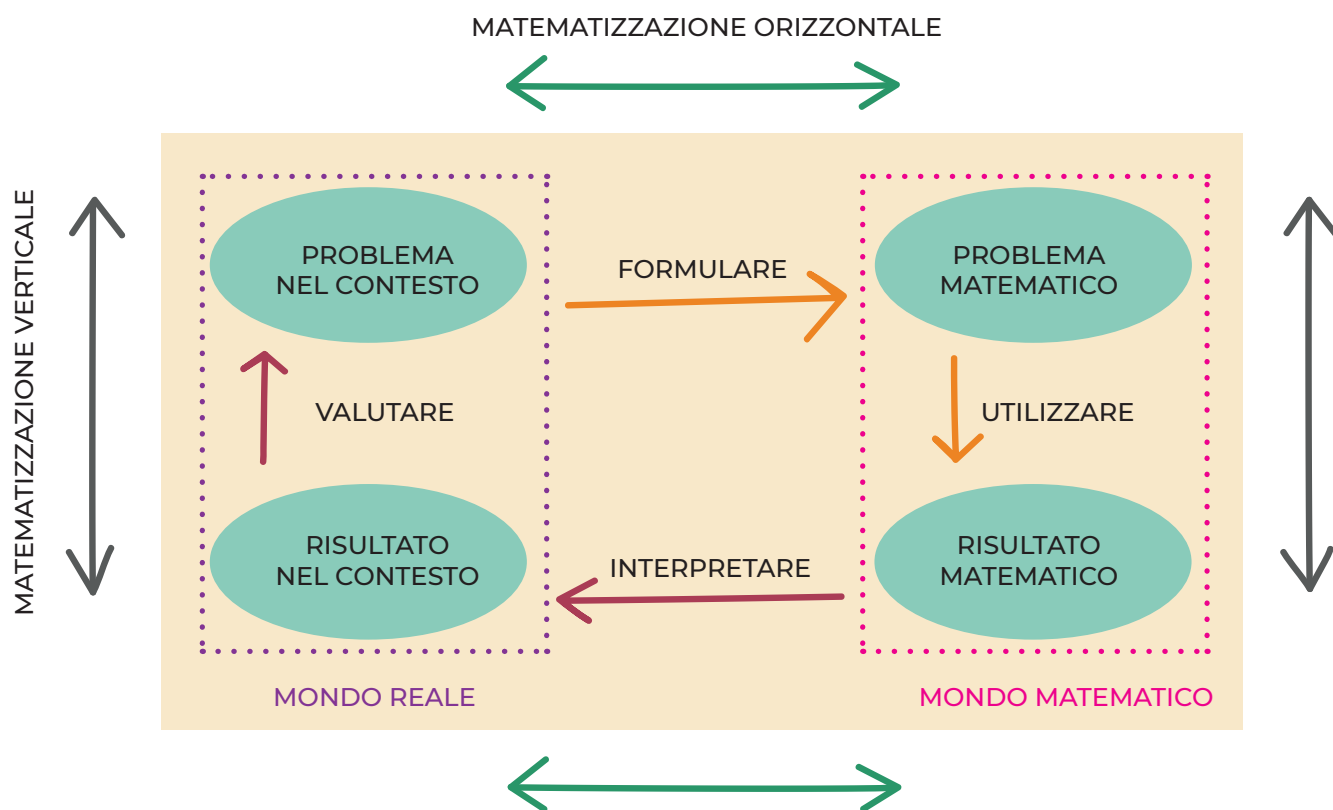 MATEMATIZZAZIONE ORIZZONTALE
MATEMATIZZAZIONE VERTICALE
PROBLEMA
NEL CONTESTO
FORMULARE
PROBLEMA
MATEMATICO
VALUTARE
UTILIZZARE
RISULTATO
NEL CONTESTO
INTERPRETARE
RISULTATO
MATEMATICO
MONDO REALE
MONDO MATEMATICO